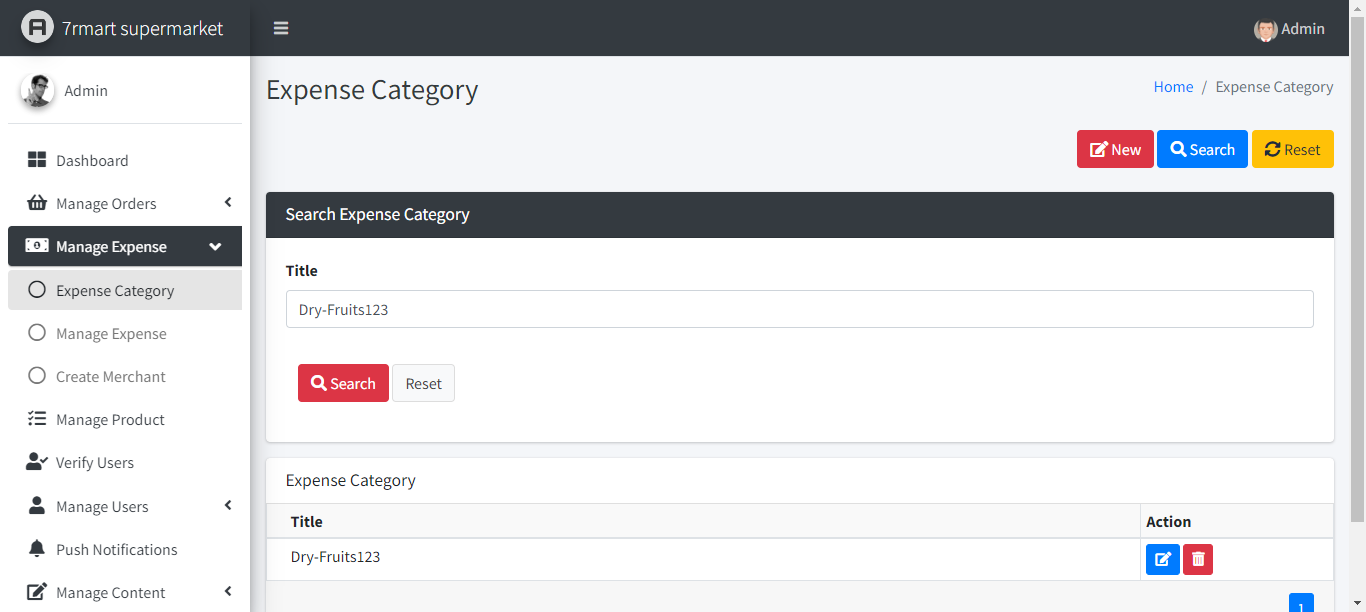 7rmart supermarket
Admin
Admin
Expense Category
Home / Expense Category
New
Search
Reset
Dashboard
Manage Orders
Manage Expense
Expense Category
Manage Expense
Create Merchant
Manage Product
Verify Users
Manage Users
Push Notifications
Manage Content
Search Expense Category
Title
Dry-Fruits123
Search
Reset
Expense Category
Title
Action
Dry-Fruits123
1